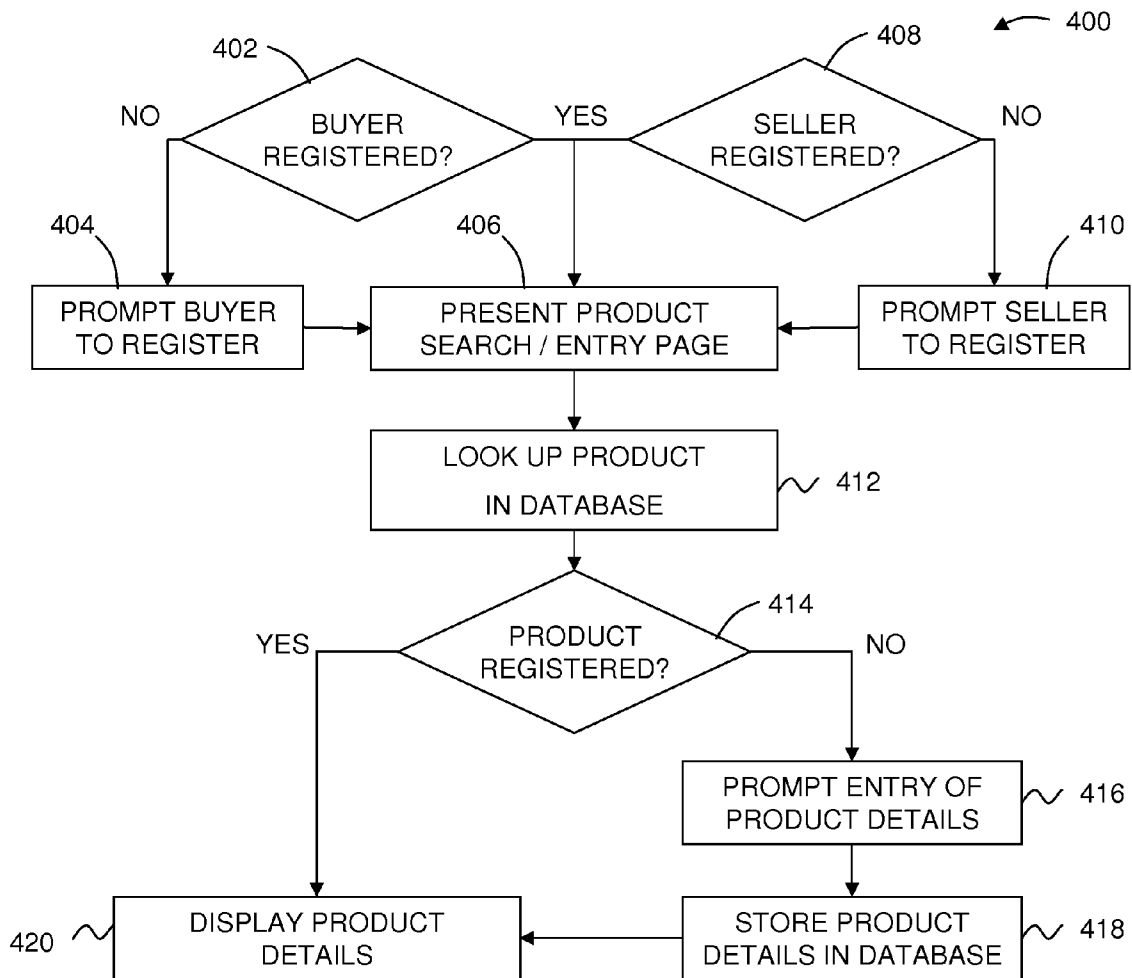 400
402
408
NO
BUYER
REGISTERED?
YES
SELLER
REGISTERED?
NO
404
406
410
PROMPT BUYER
TO REGISTER
PRESENT PRODUCT
SEARCH / ENTRY PAGE
PROMPT SELLER
TO REGISTER
LOOK UP PRODUCT
IN DATABASE
412
414
YES
PRODUCT
REGISTERED?
NO
PROMPT ENTRY OF
PRODUCT DETAILS
416
420
DISPLAY PRODUCT
DETAILS
STORE PRODUCT
DETAILS IN DATABASE
418